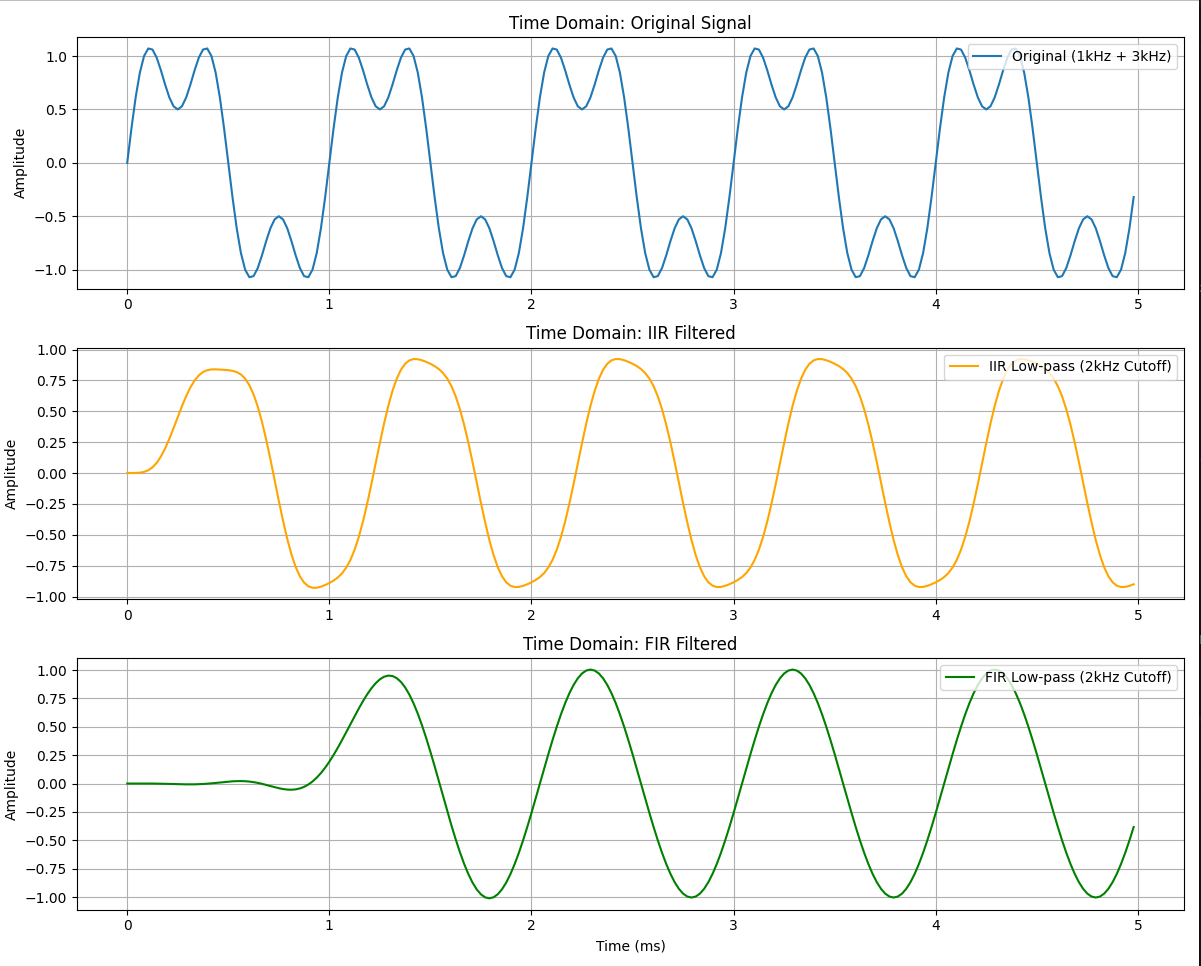 Time Domain: Original Signal
Original (1kHz + 3kHz)
Amplitude
1.0
0.5
0.0
−0.5
−1.0
0 1 2 3 4 5
Time Domain: IIR Filtered
IIR Low-pass (2kHz Cutoff)
Amplitude
1.00
0.75
0.50
0.25
0.00
−0.25
−0.50
−0.75
−1.00
0 1 2 3 4 5
Time Domain: FIR Filtered
FIR Low-pass (2kHz Cutoff)
Amplitude
1.00
0.75
0.50
0.25
0.00
−0.25
−0.50
−0.75
−1.00
0 1 2 3 4 5
Time (ms)